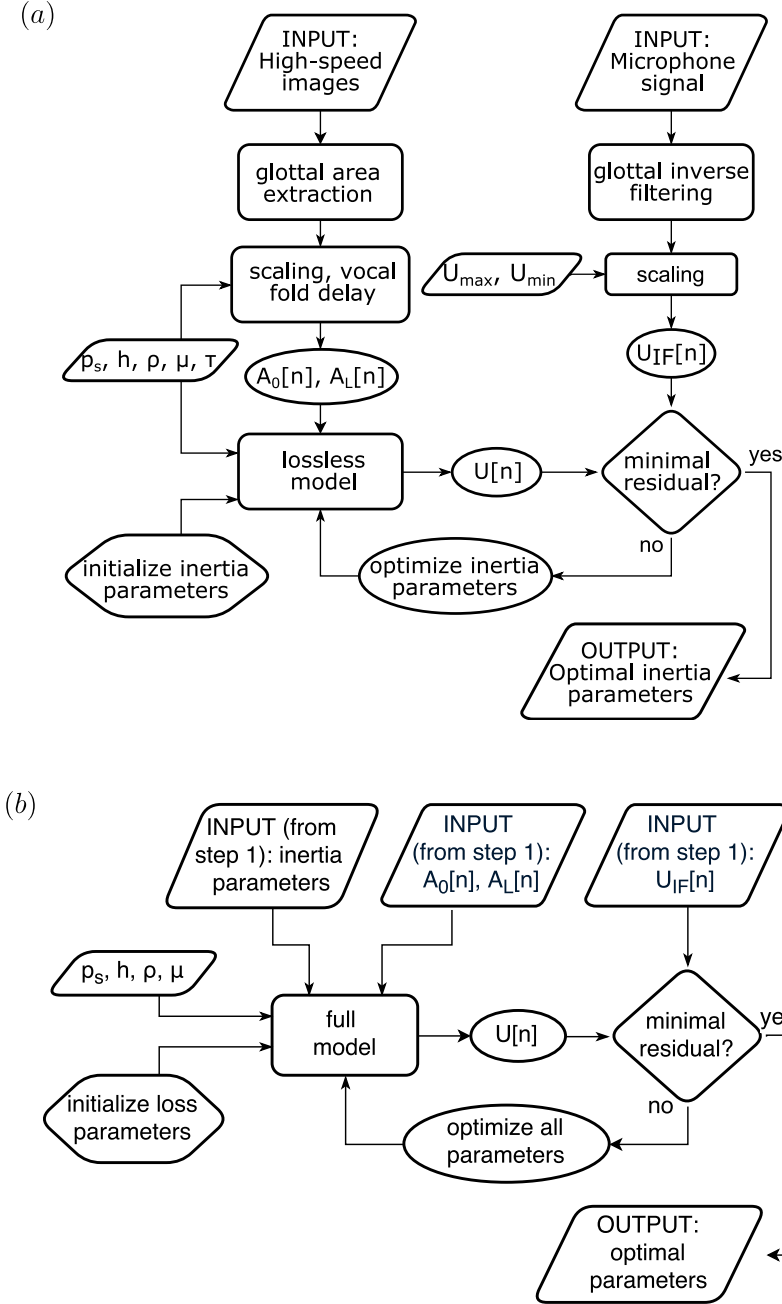 (a)
INPUT:
High-speed
images
INPUT:
Microphone
signal
glottal area
extraction
glottal inverse
filtering
scaling, vocal
fold delay
Umax, Umin
scaling
ps, h, ρ, μ, τ
A0[n], AL[n]
UIF[n]
lossless
model
U[n]
minimal
residual?
yes
no
initialize inertia
parameters
optimize inertia
parameters
OUTPUT:
Optimal inertia
parameters
(b)
INPUT (from
step 1): inertia
parameters
INPUT
(from step 1):
A0[n], AL[n]
INPUT
(from step 1):
UIF[n]
ps, h, ρ, μ
full
model
U[n]
minimal
residual?
ye
no
initialize loss
parameters
optimize all
parameters
OUTPUT:
optimal
parameters